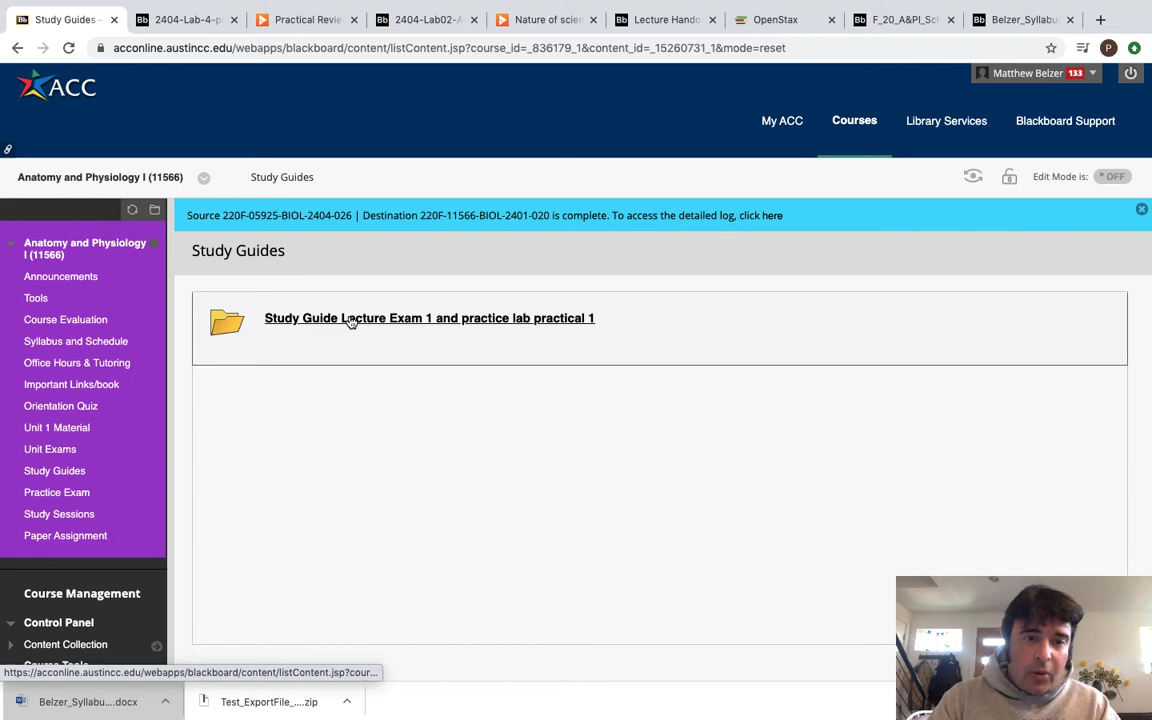 Study Guides –
2404-Lab-4-p
Practical Revie
2404-Lab02-A
Nature of scien
Lecture Hando
OpenStax
F_20_A&PI_Sch
Belzer_Syllabu
acconline.austincc.edu/webapps/blackboard/content/listContent.jsp?course_id=_836179_1&content_id=_15260731_1&mode=reset
P
ACC
Matthew Belzer 133
My ACC
Courses
Library Services
Blackboard Support
Anatomy and Physiology I (11566)
Study Guides
Edit Mode is:
OFF
Source 220F-05925-BIOL-2404-026 | Destination 220F-11566-BIOL-2401-020 is complete. To access the detailed log, click here
Anatomy and Physiology
I (11566)
Announcements
Tools
Course Evaluation
Syllabus and Schedule
Office Hours & Tutoring
Important Links/book
Orientation Quiz
Unit 1 Material
Unit Exams
Study Guides
Practice Exam
Study Sessions
Paper Assignment
Course Management
Control Panel
Content Collection
Study Guides
Study Guide Lecture Exam 1 and practice lab practical 1
https://acconline.austincc.edu/webapps/blackboard/content/listContent.jsp?cour...
Belzer_Syllabu....docx
Test_ExportFile_....zip